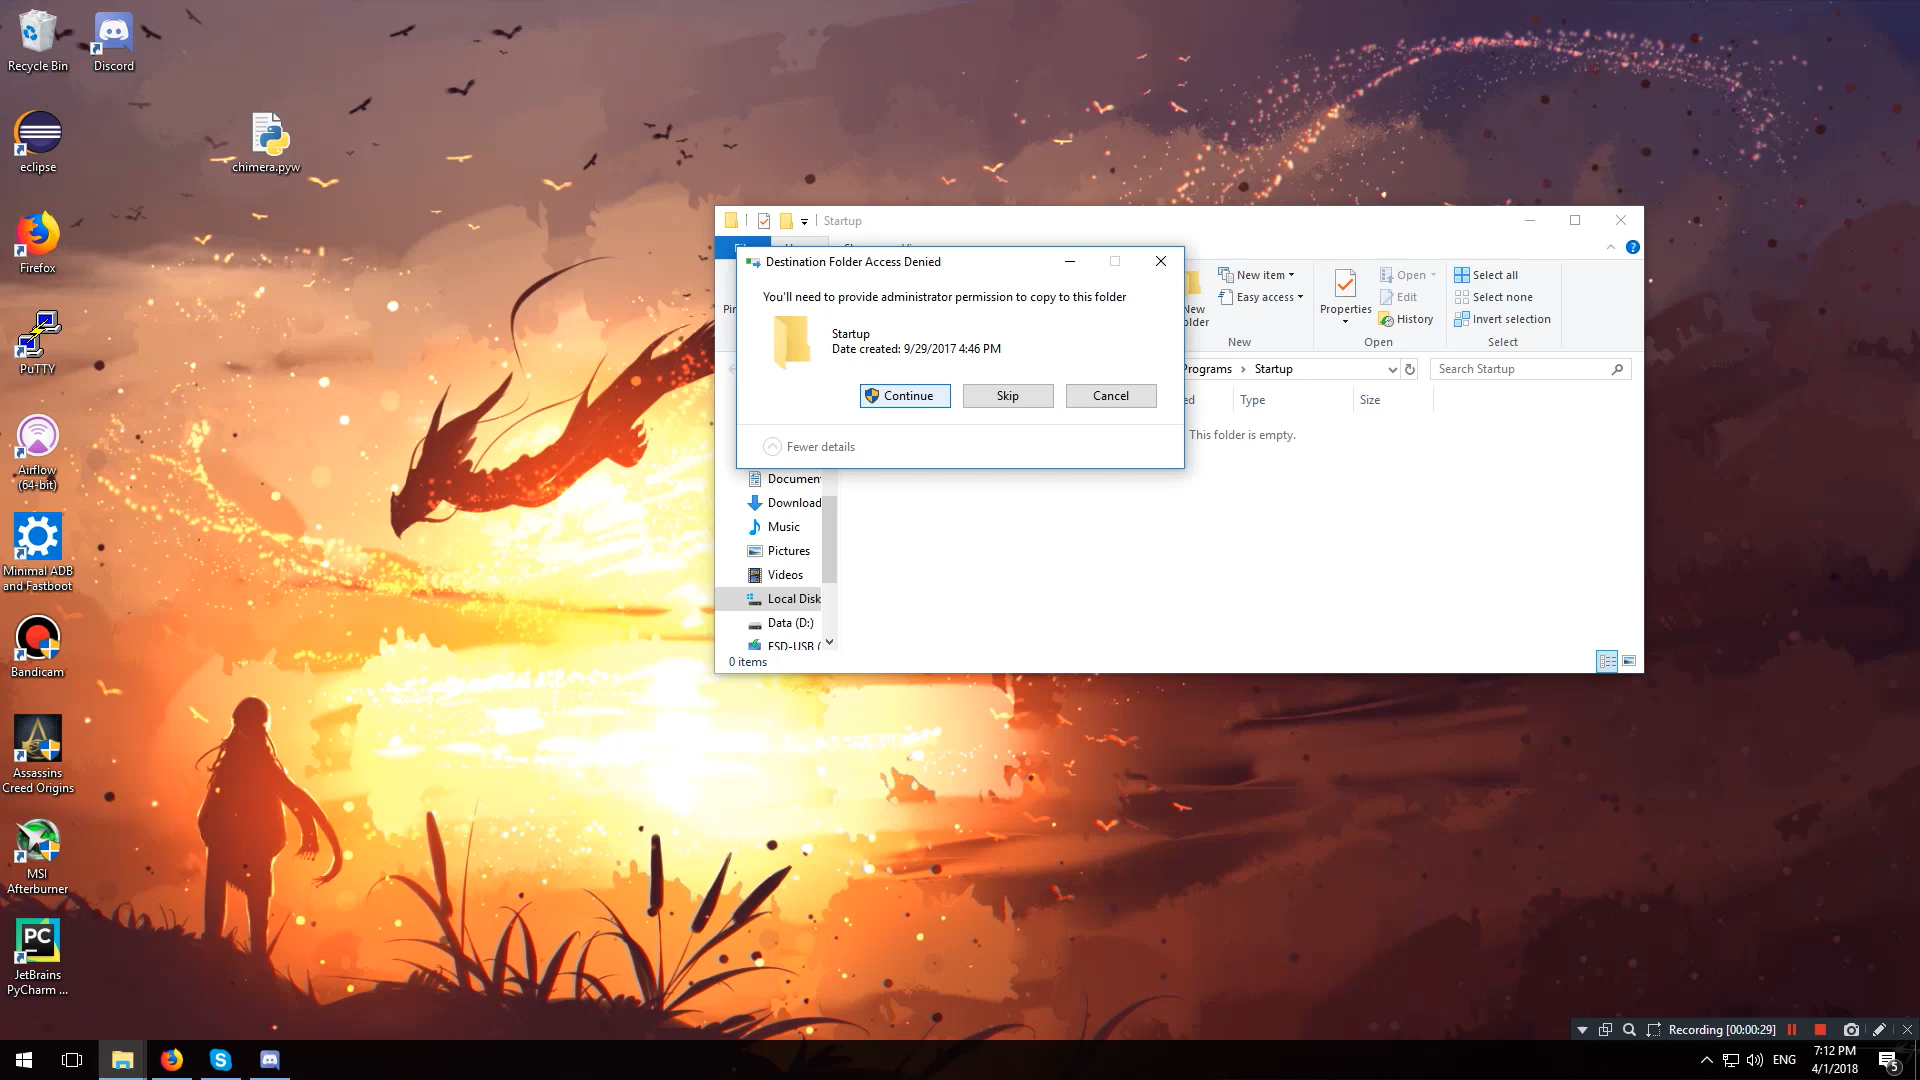 Recycle Bin
Discord
eclipse
chimera.pyw
Firefox
PuTTY
Airflow
(64-bit)
Minimal ADB
and Fastboot
Bandicam
Assassins
Creed Origins
MSI
Afterburner
PC
JetBrains
PyCharm ...
Startup
Destination Folder Access Denied
You'll need to provide administrator permission to copy to this folder
Startup
Date created: 9/29/2017 4:46 PM
Continue
Skip
Cancel
Fewer details
New item
Easy access
New
Properties
Open
Edit
History
Open
Select all
Select none
Invert selection
Select
Programs > Startup
Search Startup
Type
Size
This folder is empty.
Documen
Download
Music
Pictures
Videos
Local Disk
Data (D:)
ESD-USB (
0 items
Recording [00:00:29]
ENG
7:12 PM
4/1/2018
5